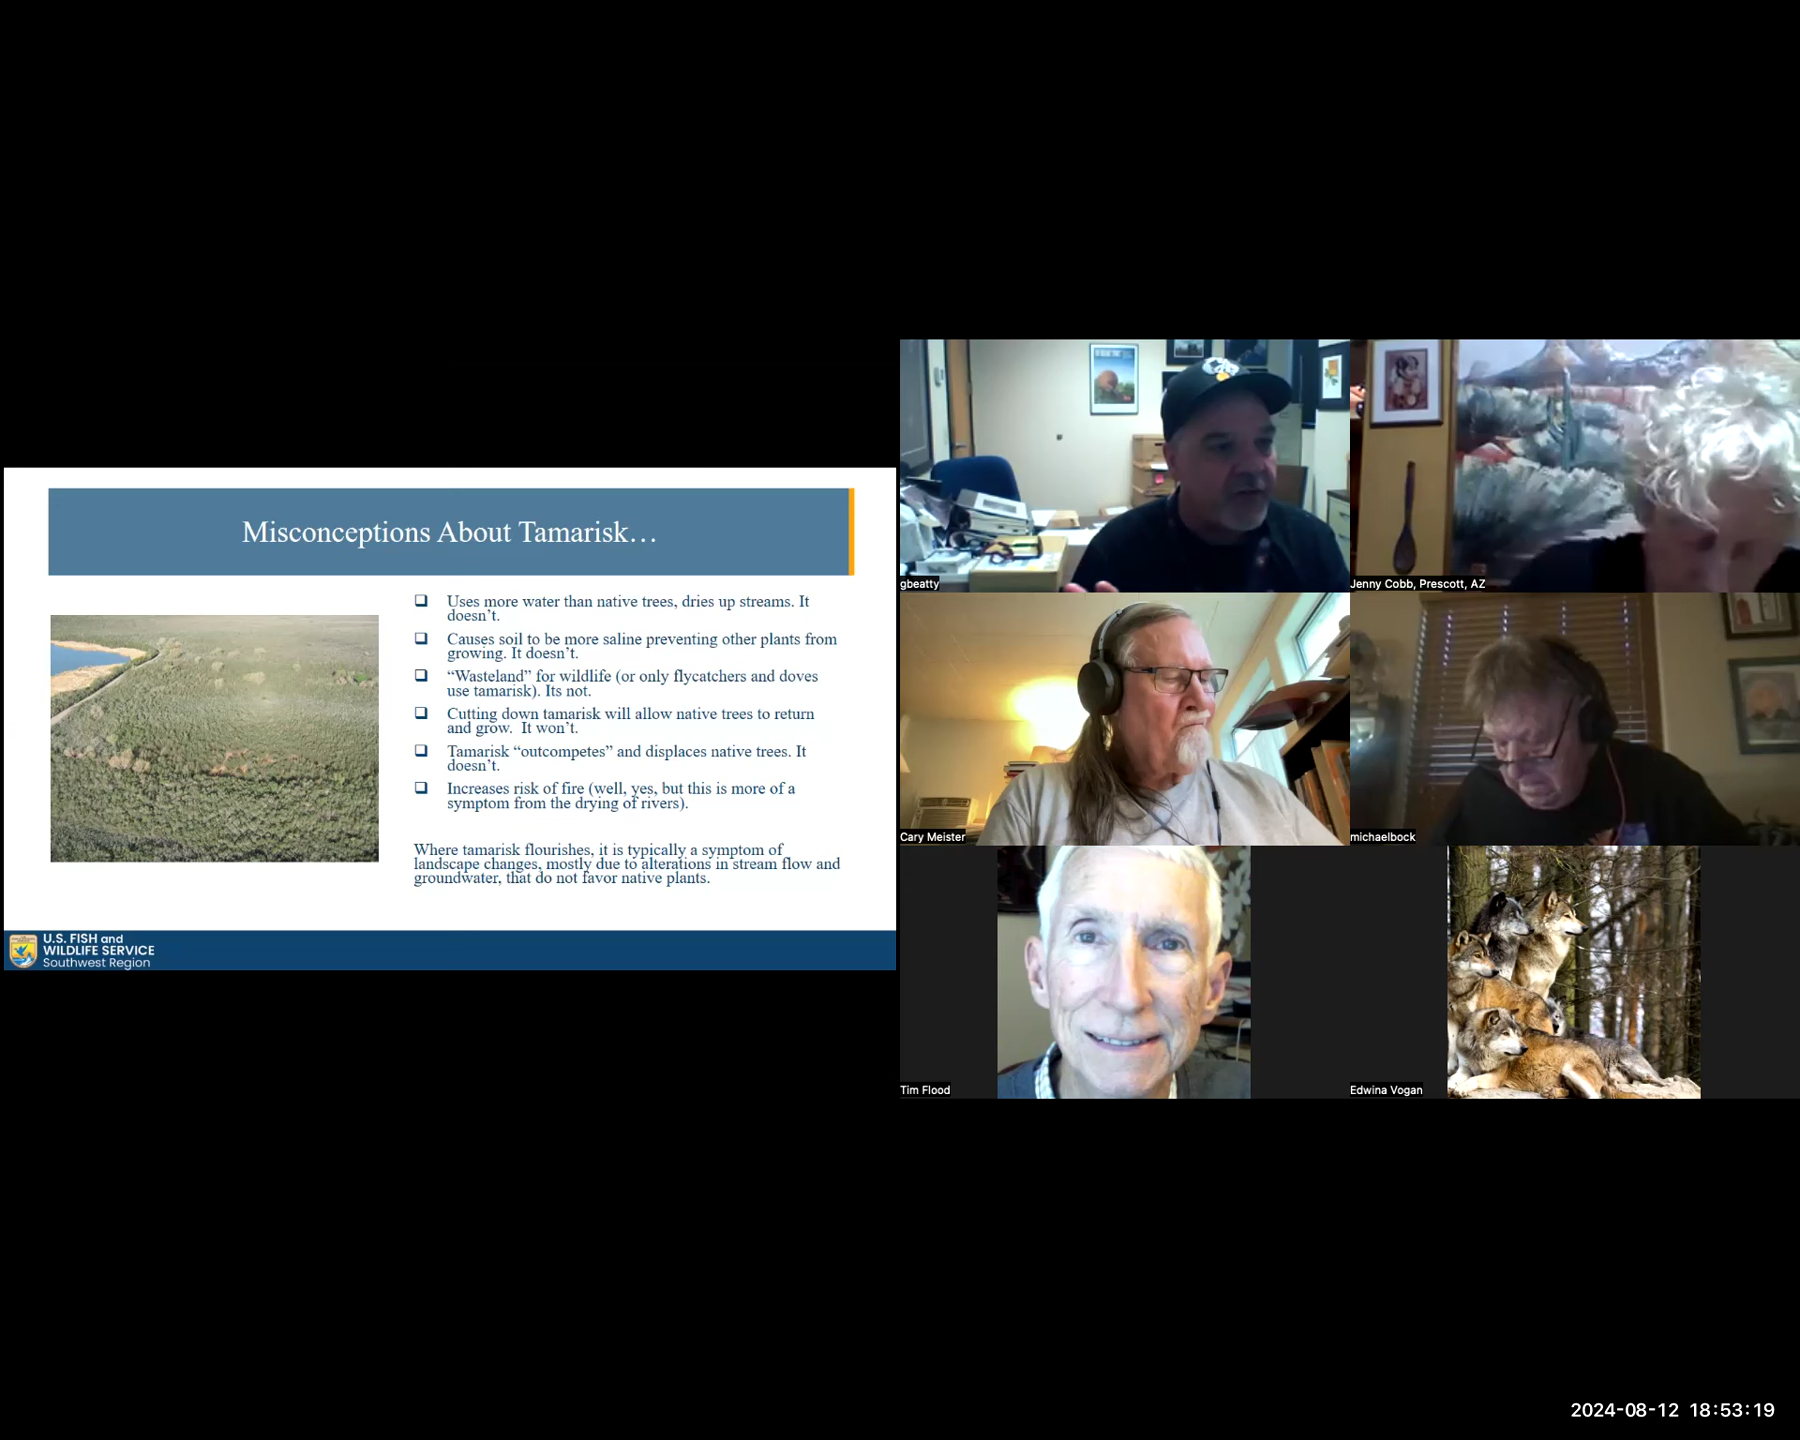 Misconceptions About Tamarisk…
❑ Uses more water than native trees, dries up streams. It
doesn’t.
❑ Causes soil to be more saline preventing other plants from
growing. It doesn’t.
❑ “Wasteland” for wildlife (or only flycatchers and doves
use tamarisk). Its not.
❑ Cutting down tamarisk will allow native trees to return
and grow.  It won’t.
❑ Tamarisk “outcompetes” and displaces native trees. It
doesn’t.
❑ Increases risk of fire (well, yes, but this is more of a
symptom from the drying of rivers).
Where tamarisk flourishes, it is typically a symptom of
landscape changes, mostly due to alterations in stream flow and
groundwater, that do not favor native plants.
U.S. FISH and
WILDLIFE SERVICE
Southwest Region
gbeatty
Jenny Cobb, Prescott, AZ
Cary Meister
michaelbock
Tim Flood
Edwina Vogan
2024-08-12 18:53:19